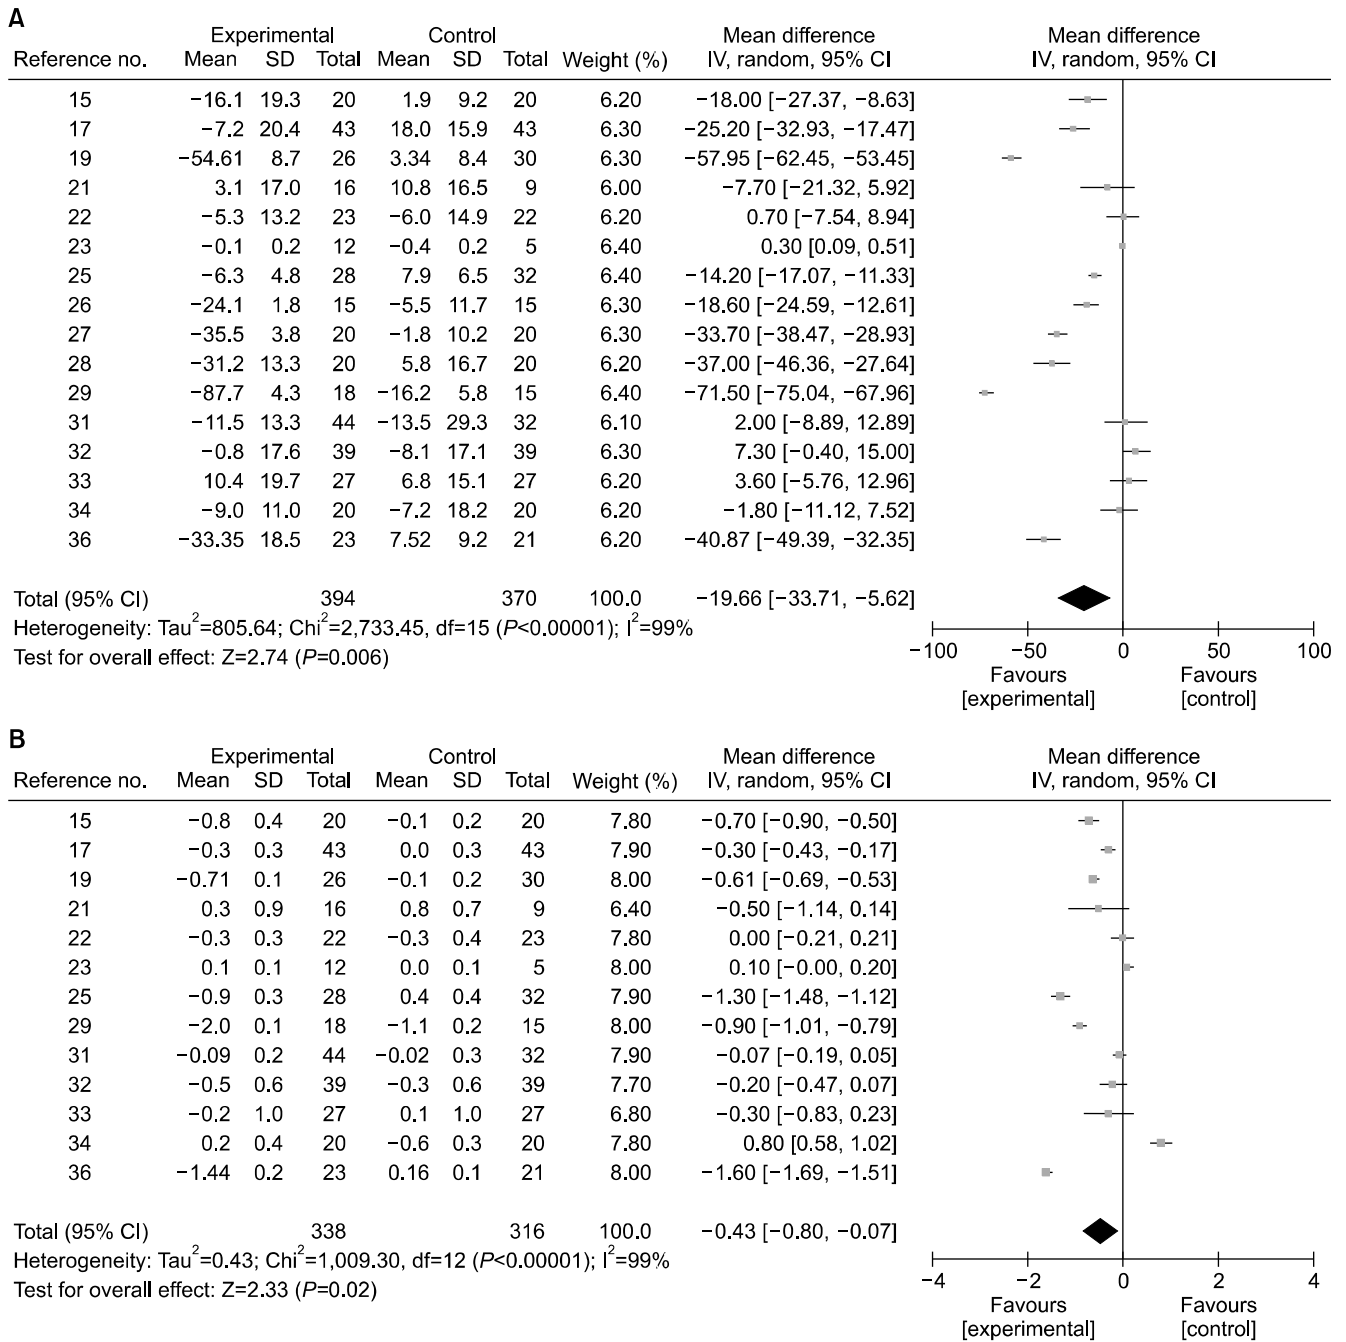 A
Experimental Control Mean difference Mean difference
Reference no. Mean SD Total Mean SD Total Weight (%) IV, random, 95% CI IV, random, 95% CI
15 −16.1 19.3 20 1.9 9.2 20 6.20 −18.00 [−27.37, −8.63]
17 −7.2 20.4 43 18.0 15.9 43 6.30 −25.20 [−32.93, −17.47]
19 −54.61 8.7 26 3.34 8.4 30 6.30 −57.95 [−62.45, −53.45]
21 3.1 17.0 16 10.8 16.5 9 6.00 −7.70 [−21.32, 5.92]
22 −5.3 13.2 23 −6.0 14.9 22 6.20 0.70 [−7.54, 8.94]
23 −0.1 0.2 12 −0.4 0.2 5 6.40 0.30 [0.09, 0.51]
25 −6.3 4.8 28 7.9 6.5 32 6.40 −14.20 [−17.07, −11.33]
26 −24.1 1.8 15 −5.5 11.7 15 6.30 −18.60 [−24.59, −12.61]
27 −35.5 3.8 20 −1.8 10.2 20 6.30 −33.70 [−38.47, −28.93]
28 −31.2 13.3 20 5.8 16.7 20 6.20 −37.00 [−46.36, −27.64]
29 −87.7 4.3 18 −16.2 5.8 15 6.40 −71.50 [−75.04, −67.96]
31 −11.5 13.3 44 −13.5 29.3 32 6.10 2.00 [−8.89, 12.89]
32 −0.8 17.6 39 −8.1 17.1 39 6.30 7.30 [−0.40, 15.00]
33 10.4 19.7 27 6.8 15.1 27 6.20 3.60 [−5.76, 12.96]
34 −9.0 11.0 20 −7.2 18.2 20 6.20 −1.80 [−11.12, 7.52]
36 −33.35 18.5 23 7.52 9.2 21 6.20 −40.87 [−49.39, −32.35]
Total (95% CI) 394 370 100.0 −19.66 [−33.71, −5.62]
Heterogeneity: Tau²=805.64; Chi²=2,733.45, df=15 (P<0.00001); I²=99%
Test for overall effect: Z=2.74 (P=0.006)
−100 −50 0 50 100
Favours Favours
[experimental] [control]
B
Experimental Control Mean difference Mean difference
Reference no. Mean SD Total Mean SD Total Weight (%) IV, random, 95% CI IV, random, 95% CI
15 −0.8 0.4 20 −0.1 0.2 20 7.80 −0.70 [−0.90, −0.50]
17 −0.3 0.3 43 0.0 0.3 43 7.90 −0.30 [−0.43, −0.17]
19 −0.71 0.1 26 −0.1 0.2 30 8.00 −0.61 [−0.69, −0.53]
21 0.3 0.9 16 0.8 0.7 9 6.40 −0.50 [−1.14, 0.14]
22 −0.3 0.3 22 −0.3 0.4 23 7.80 0.00 [−0.21, 0.21]
23 0.1 0.1 12 0.0 0.1 5 8.00 0.10 [−0.00, 0.20]
25 −0.9 0.3 28 0.4 0.4 32 7.90 −1.30 [−1.48, −1.12]
29 −2.0 0.1 18 −1.1 0.2 15 8.00 −0.90 [−1.01, −0.79]
31 −0.09 0.2 44 −0.02 0.3 32 7.90 −0.07 [−0.19, 0.05]
32 −0.5 0.6 39 −0.3 0.6 39 7.70 −0.20 [−0.47, 0.07]
33 −0.2 1.0 27 0.1 1.0 27 6.80 −0.30 [−0.83, 0.23]
34 0.2 0.4 20 −0.6 0.3 20 7.80 0.80 [0.58, 1.02]
36 −1.44 0.2 23 0.16 0.1 21 8.00 −1.60 [−1.69, −1.51]
Total (95% CI) 338 316 100.0 −0.43 [−0.80, −0.07]
Heterogeneity: Tau²=0.43; Chi²=1,009.30, df=12 (P<0.00001); I²=99%
Test for overall effect: Z=2.33 (P=0.02)
−4 −2 0 2 4
Favours Favours
[experimental] [control]